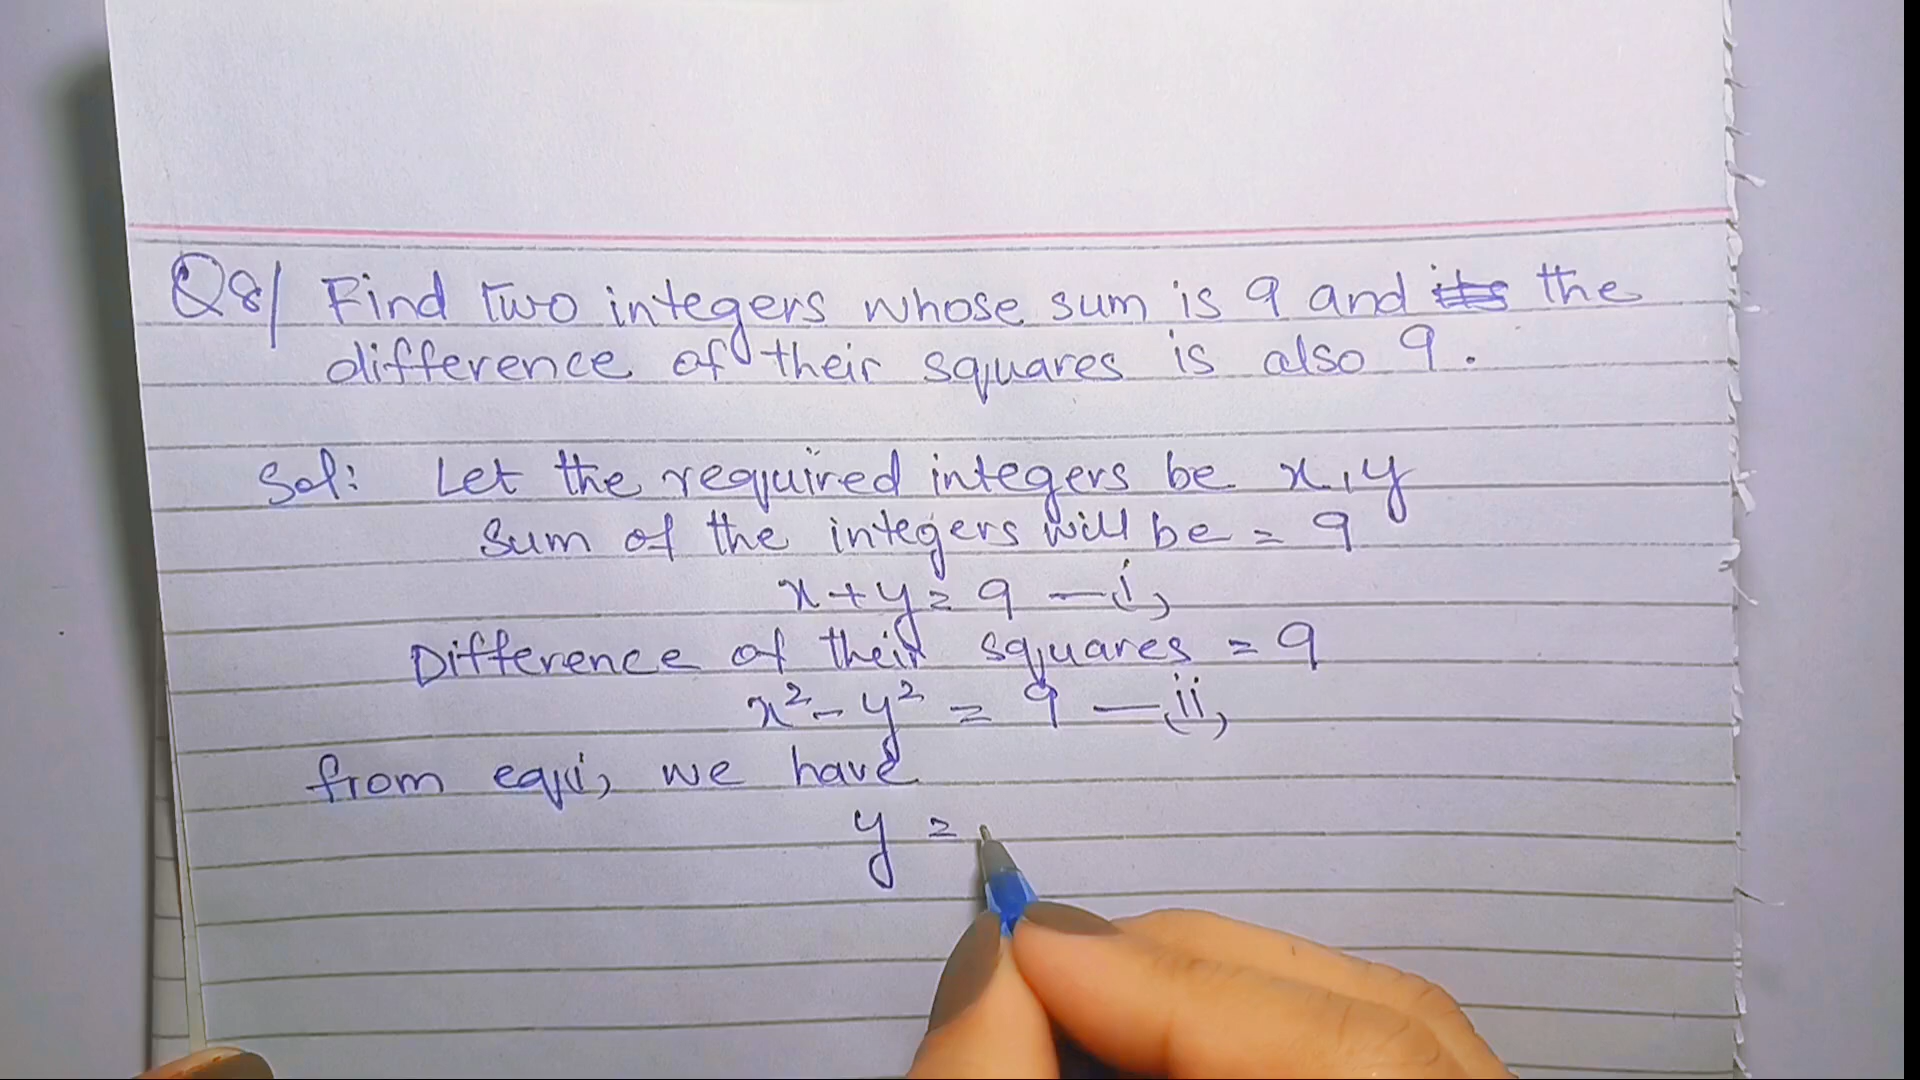 Q8/ Find two integers whose sum is 9 and its the
difference of their squares is also 9.
Sol: Let the required integers be x, y
Sum of the integers will be = 9
x + y = 9 — i,
Difference of their squares = 9
x² - y² = 9 — ii,
from eq i, we have
y =